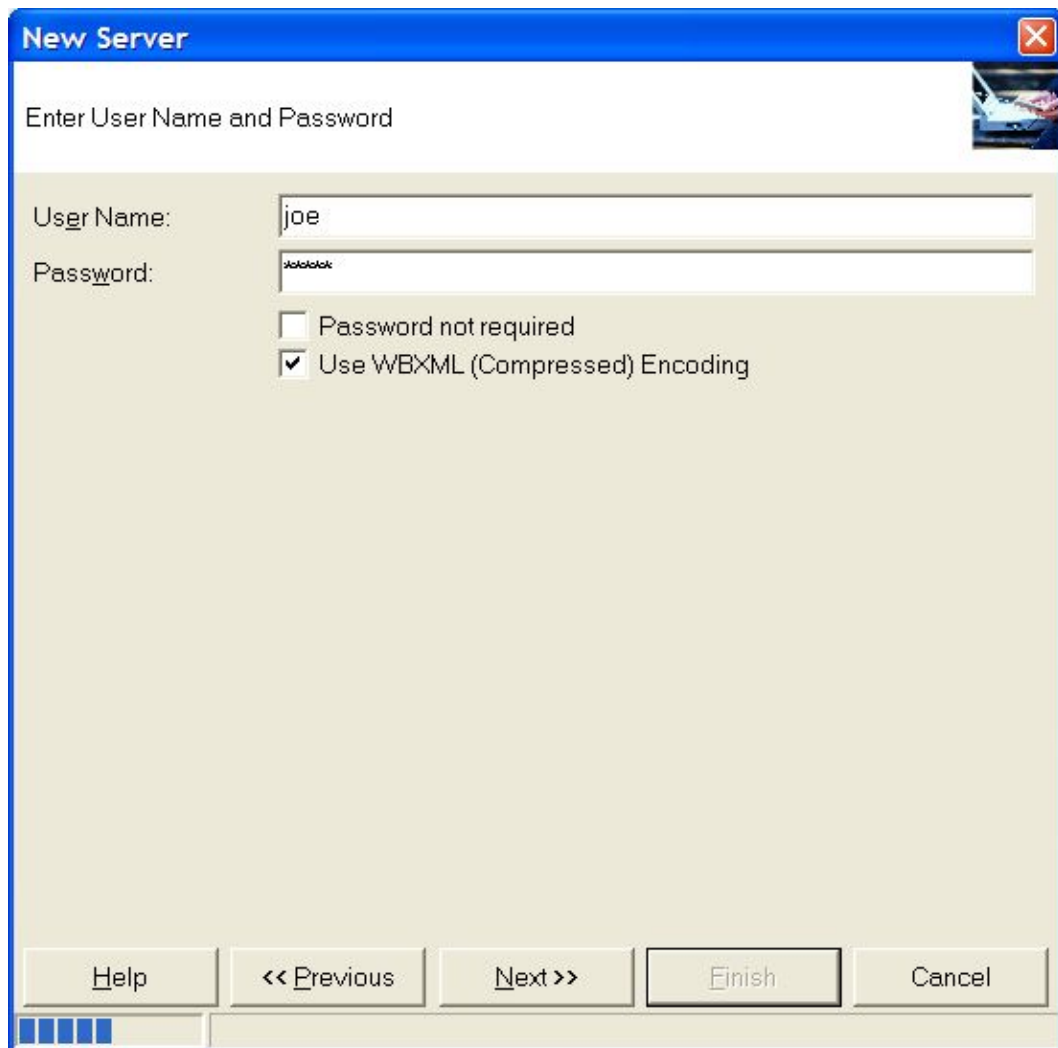 New Server
Enter User Name and Password
User Name: joe
Password: *****
Password not required
Use WBXML (Compressed) Encoding
Help << Previous Next >> Finish Cancel